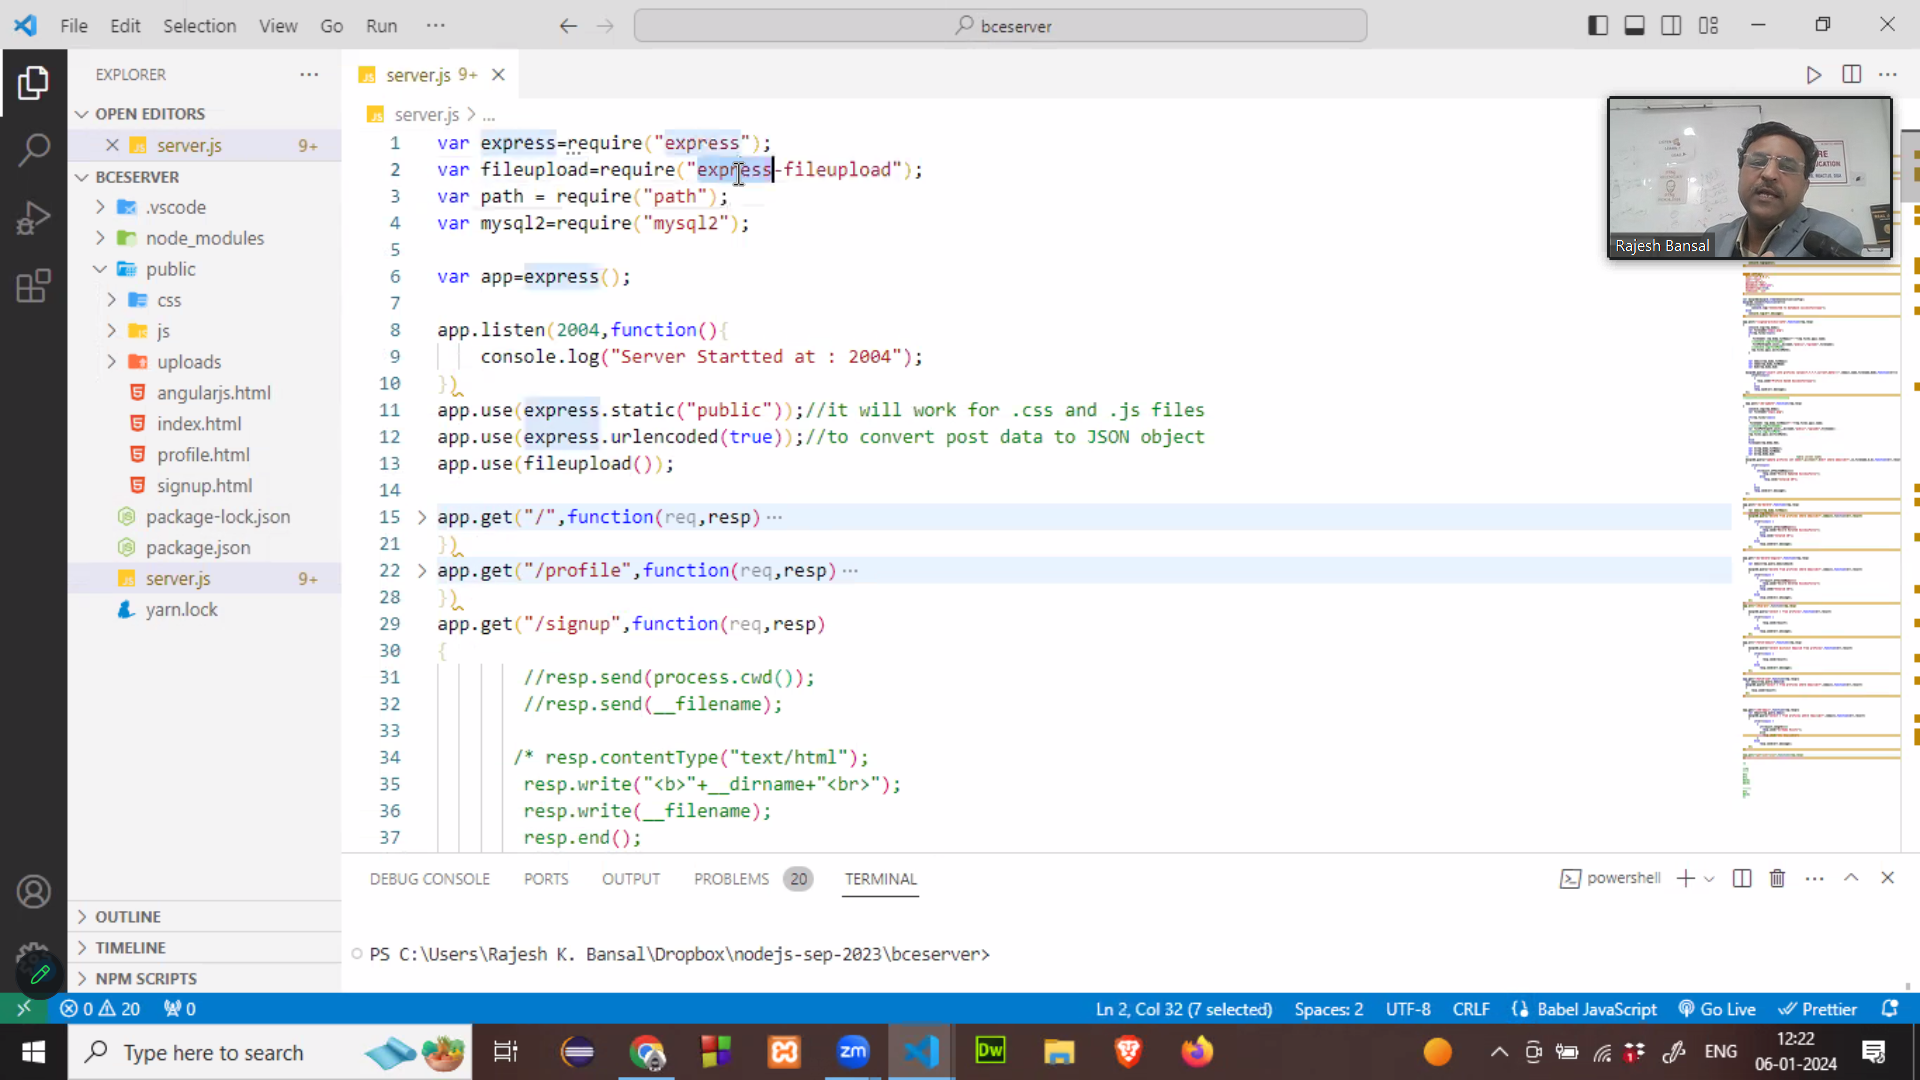 File Edit Selection View Go Run ···
bceserver
EXPLORER
OPEN EDITORS
server.js 9+
BCESERVER
.vscode
node_modules
public
css
js
uploads
angularjs.html
index.html
profile.html
signup.html
package-lock.json
package.json
server.js 9+
yarn.lock
OUTLINE
TIMELINE
NPM SCRIPTS
server.js 9+
server.js > ...
1 var express=require("express");
2 var fileupload=require("express-fileupload");
3 var path = require("path");
4 var mysql2=require("mysql2");
5
6 var app=express();
7
8 app.listen(2004,function(){
9 console.log("Server Startted at : 2004");
10 })
11 app.use(express.static("public"));//it will work for .css and .js files
12 app.use(express.urlencoded(true));//to convert post data to JSON object
13 app.use(fileupload());
14
15 app.get("/",function(req,resp) ···
21 })
22 app.get("/profile",function(req,resp) ···
28 })
29 app.get("/signup",function(req,resp)
30 {
31 //resp.send(process.cwd());
32 //resp.send(__filename);
33
34 /* resp.contentType("text/html");
35 resp.write("<b>"+__dirname+"<br>");
36 resp.write(__filename);
37 resp.end();
Rajesh Bansal
DEBUG CONSOLE PORTS OUTPUT PROBLEMS 20 TERMINAL
powershell
PS C:\Users\Rajesh K. Bansal\Dropbox\nodejs-sep-2023\bceserver>
0 20 0
Ln 2, Col 32 (7 selected) Spaces: 2 UTF-8 CRLF Babel JavaScript Go Live Prettier
Type here to search
zm
Dw
ENG
12:22
06-01-2024